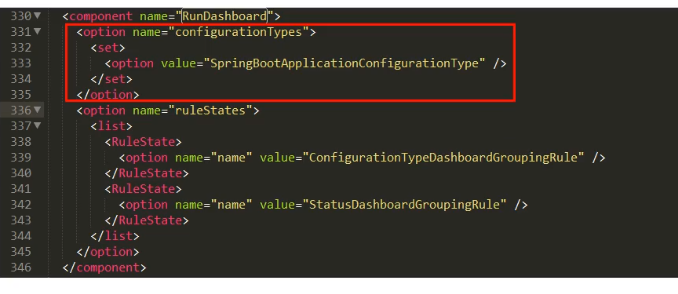 330 <component name="RunDashboard">
331 <option name="configurationTypes">
332 <set>
333 <option value="SpringBootApplicationConfigurationType" />
334 </set>
335 </option>
336 <option name="ruleStates">
337 <list>
338 <RuleState>
339 <option name="name" value="ConfigurationTypeDashboardGroupingRule" />
340 </RuleState>
341 <RuleState>
342 <option name="name" value="StatusDashboardGroupingRule" />
343 </RuleState>
344 </list>
345 </option>
346 </component>